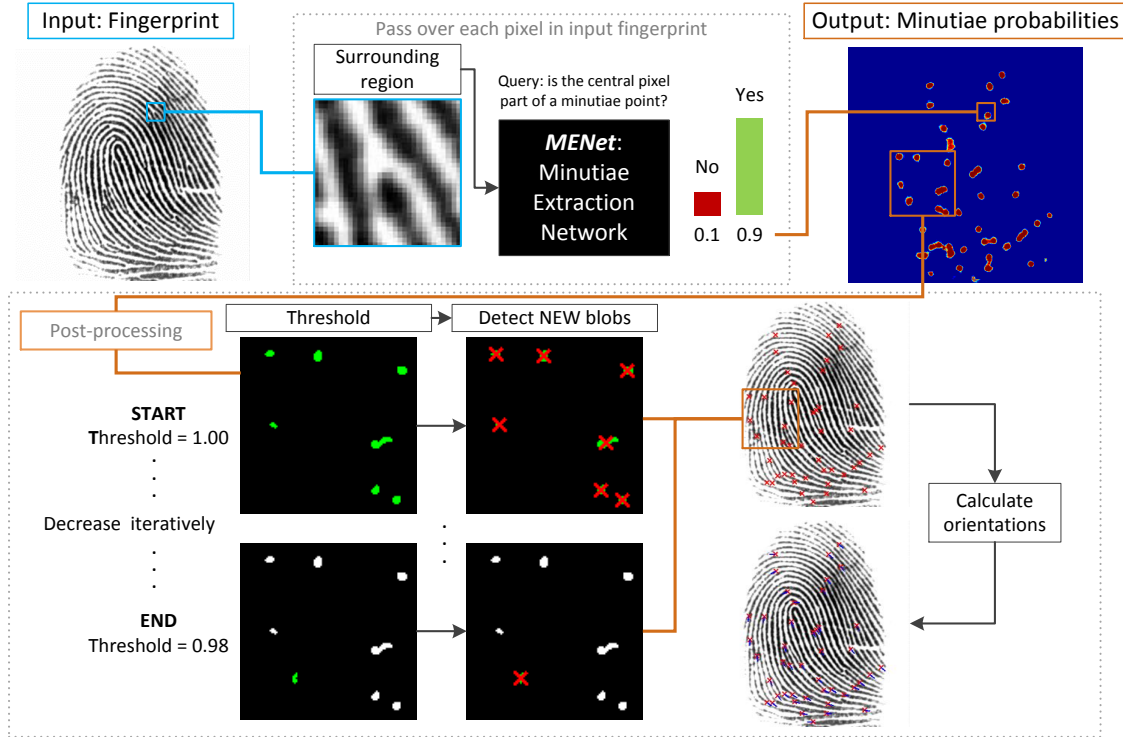 Input: Fingerprint
Pass over each pixel in input fingerprint
Output: Minutiae probabilities
Surrounding
region
Query: is the central pixel
part of a minutiae point?
MENet:
Minutiae
Extraction
Network
Yes
No
0.1 0.9
Post-processing
Threshold
Detect NEW blobs
START
Threshold = 1.00
Decrease iteratively
END
Threshold = 0.98
Calculate
orientations